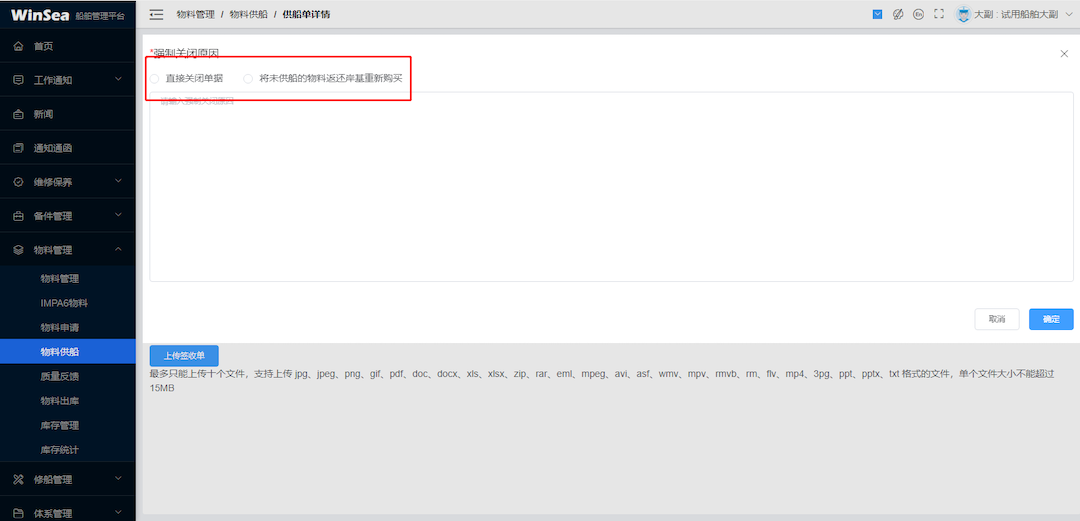 WinSea 船舶管理平台
物料管理 / 物料供船 / 供船单详情
En
大副 : 试用船舶大副
首页
工作通知
新闻
通知通函
维修保养
备件管理
物料管理
物料管理
IMPA6物料
物料申请
物料供船
质量反馈
物料出库
库存管理
库存统计
修船管理
体系管理
*强制关闭原因
直接关闭单据 将未供船的物料返还岸基重新购买
请输入强制关闭原因
取消 确定
上传签收单
最多只能上传十个文件，支持上传 jpg、jpeg、png、gif、pdf、doc、docx、xls、xlsx、zip、rar、eml、mpeg、avi、asf、wmv、mpv、rmvb、rm、flv、mp4、3pg、ppt、pptx、txt 格式的文件，单个文件大小不能超过
15MB